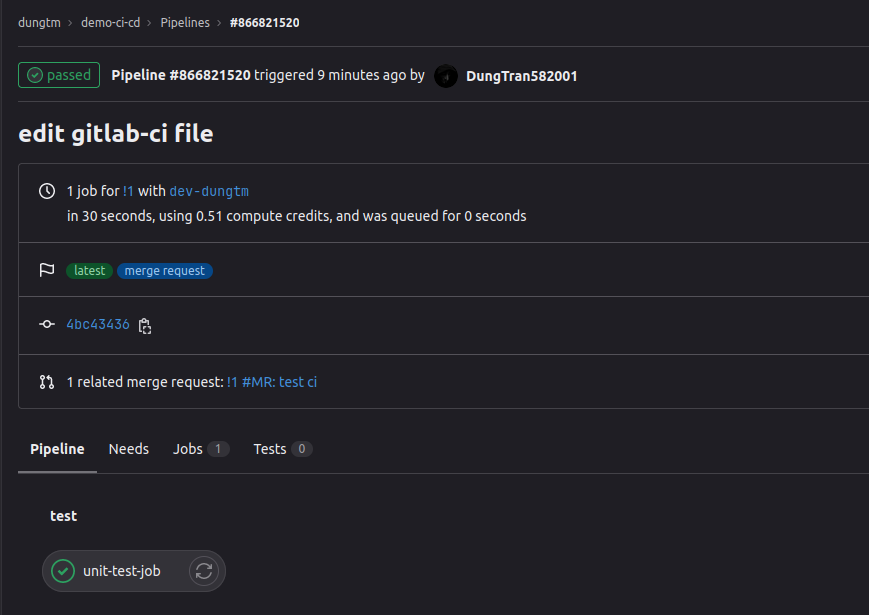 dungtm > demo-ci-cd > Pipelines > #866821520
passed Pipeline #866821520 triggered 9 minutes ago by DungTran582001
edit gitlab-ci file
1 job for !1 with dev-dungtm
in 30 seconds, using 0.51 compute credits, and was queued for 0 seconds
latest merge request
4bc43436
1 related merge request: !1 #MR: test ci
Pipeline Needs Jobs 1 Tests 0
test
unit-test-job